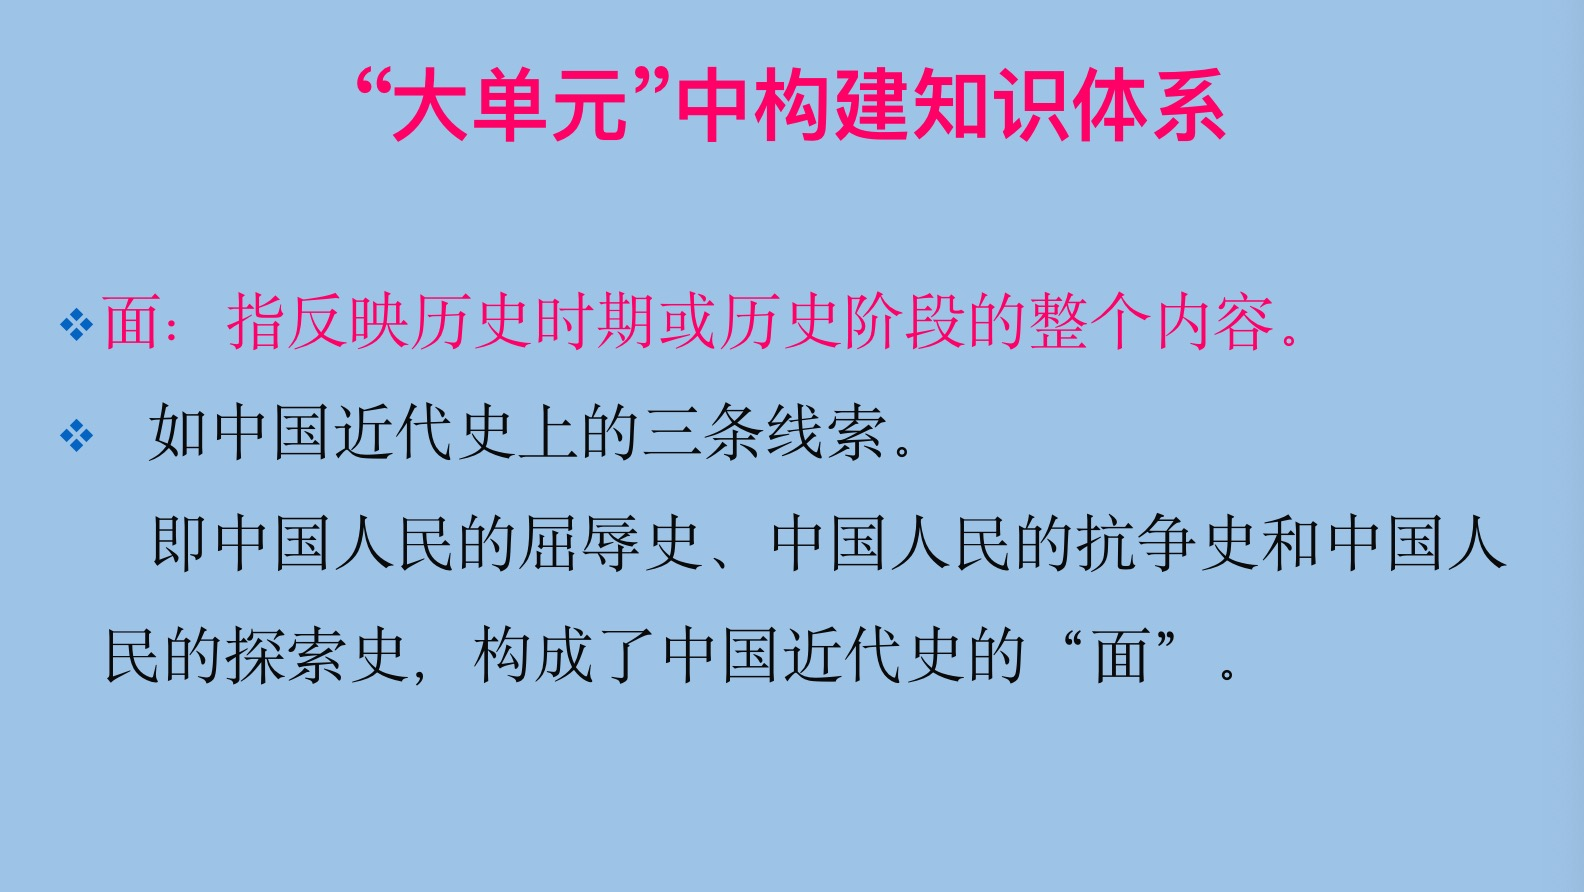 “大单元”中构建知识体系
面：指反映历史时期或历史阶段的整个内容。
如中国近代史上的三条线索。
即中国人民的屈辱史、中国人民的抗争史和中国人
民的探索史，构成了中国近代史的“面”。